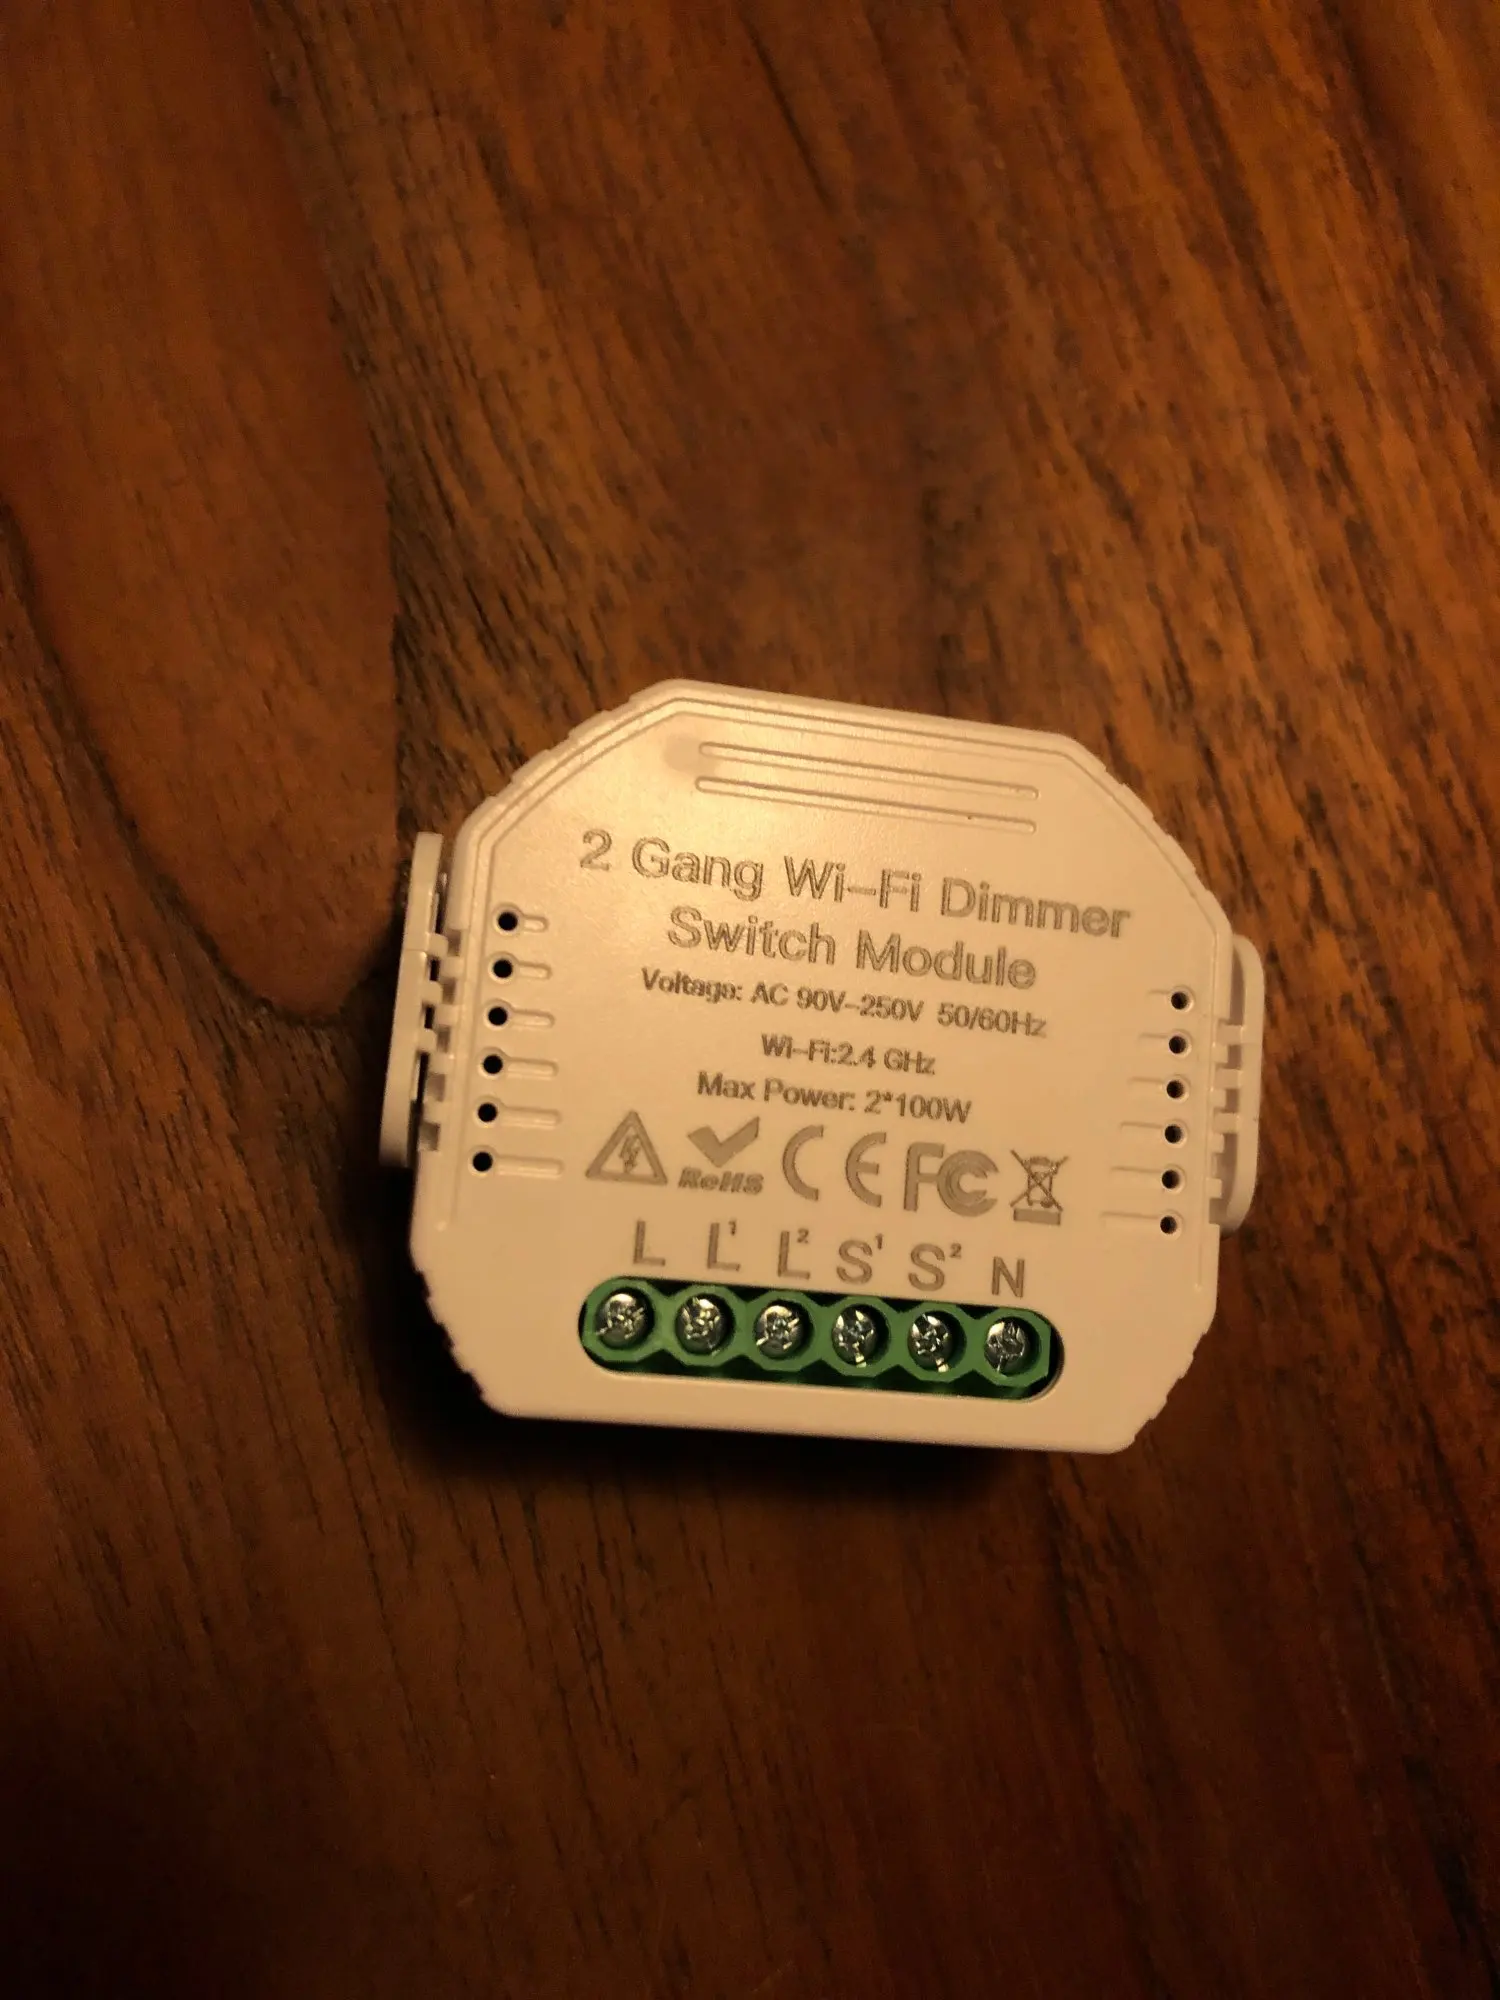 2 Gang Wi-Fi Dimmer
Switch Module
Voltage: AC 90V-250V 50/60Hz
Wi-Fi:2.4 GHz
Max Power: 2*100W
RoHS CE FC
L L¹ L² S¹ S² N